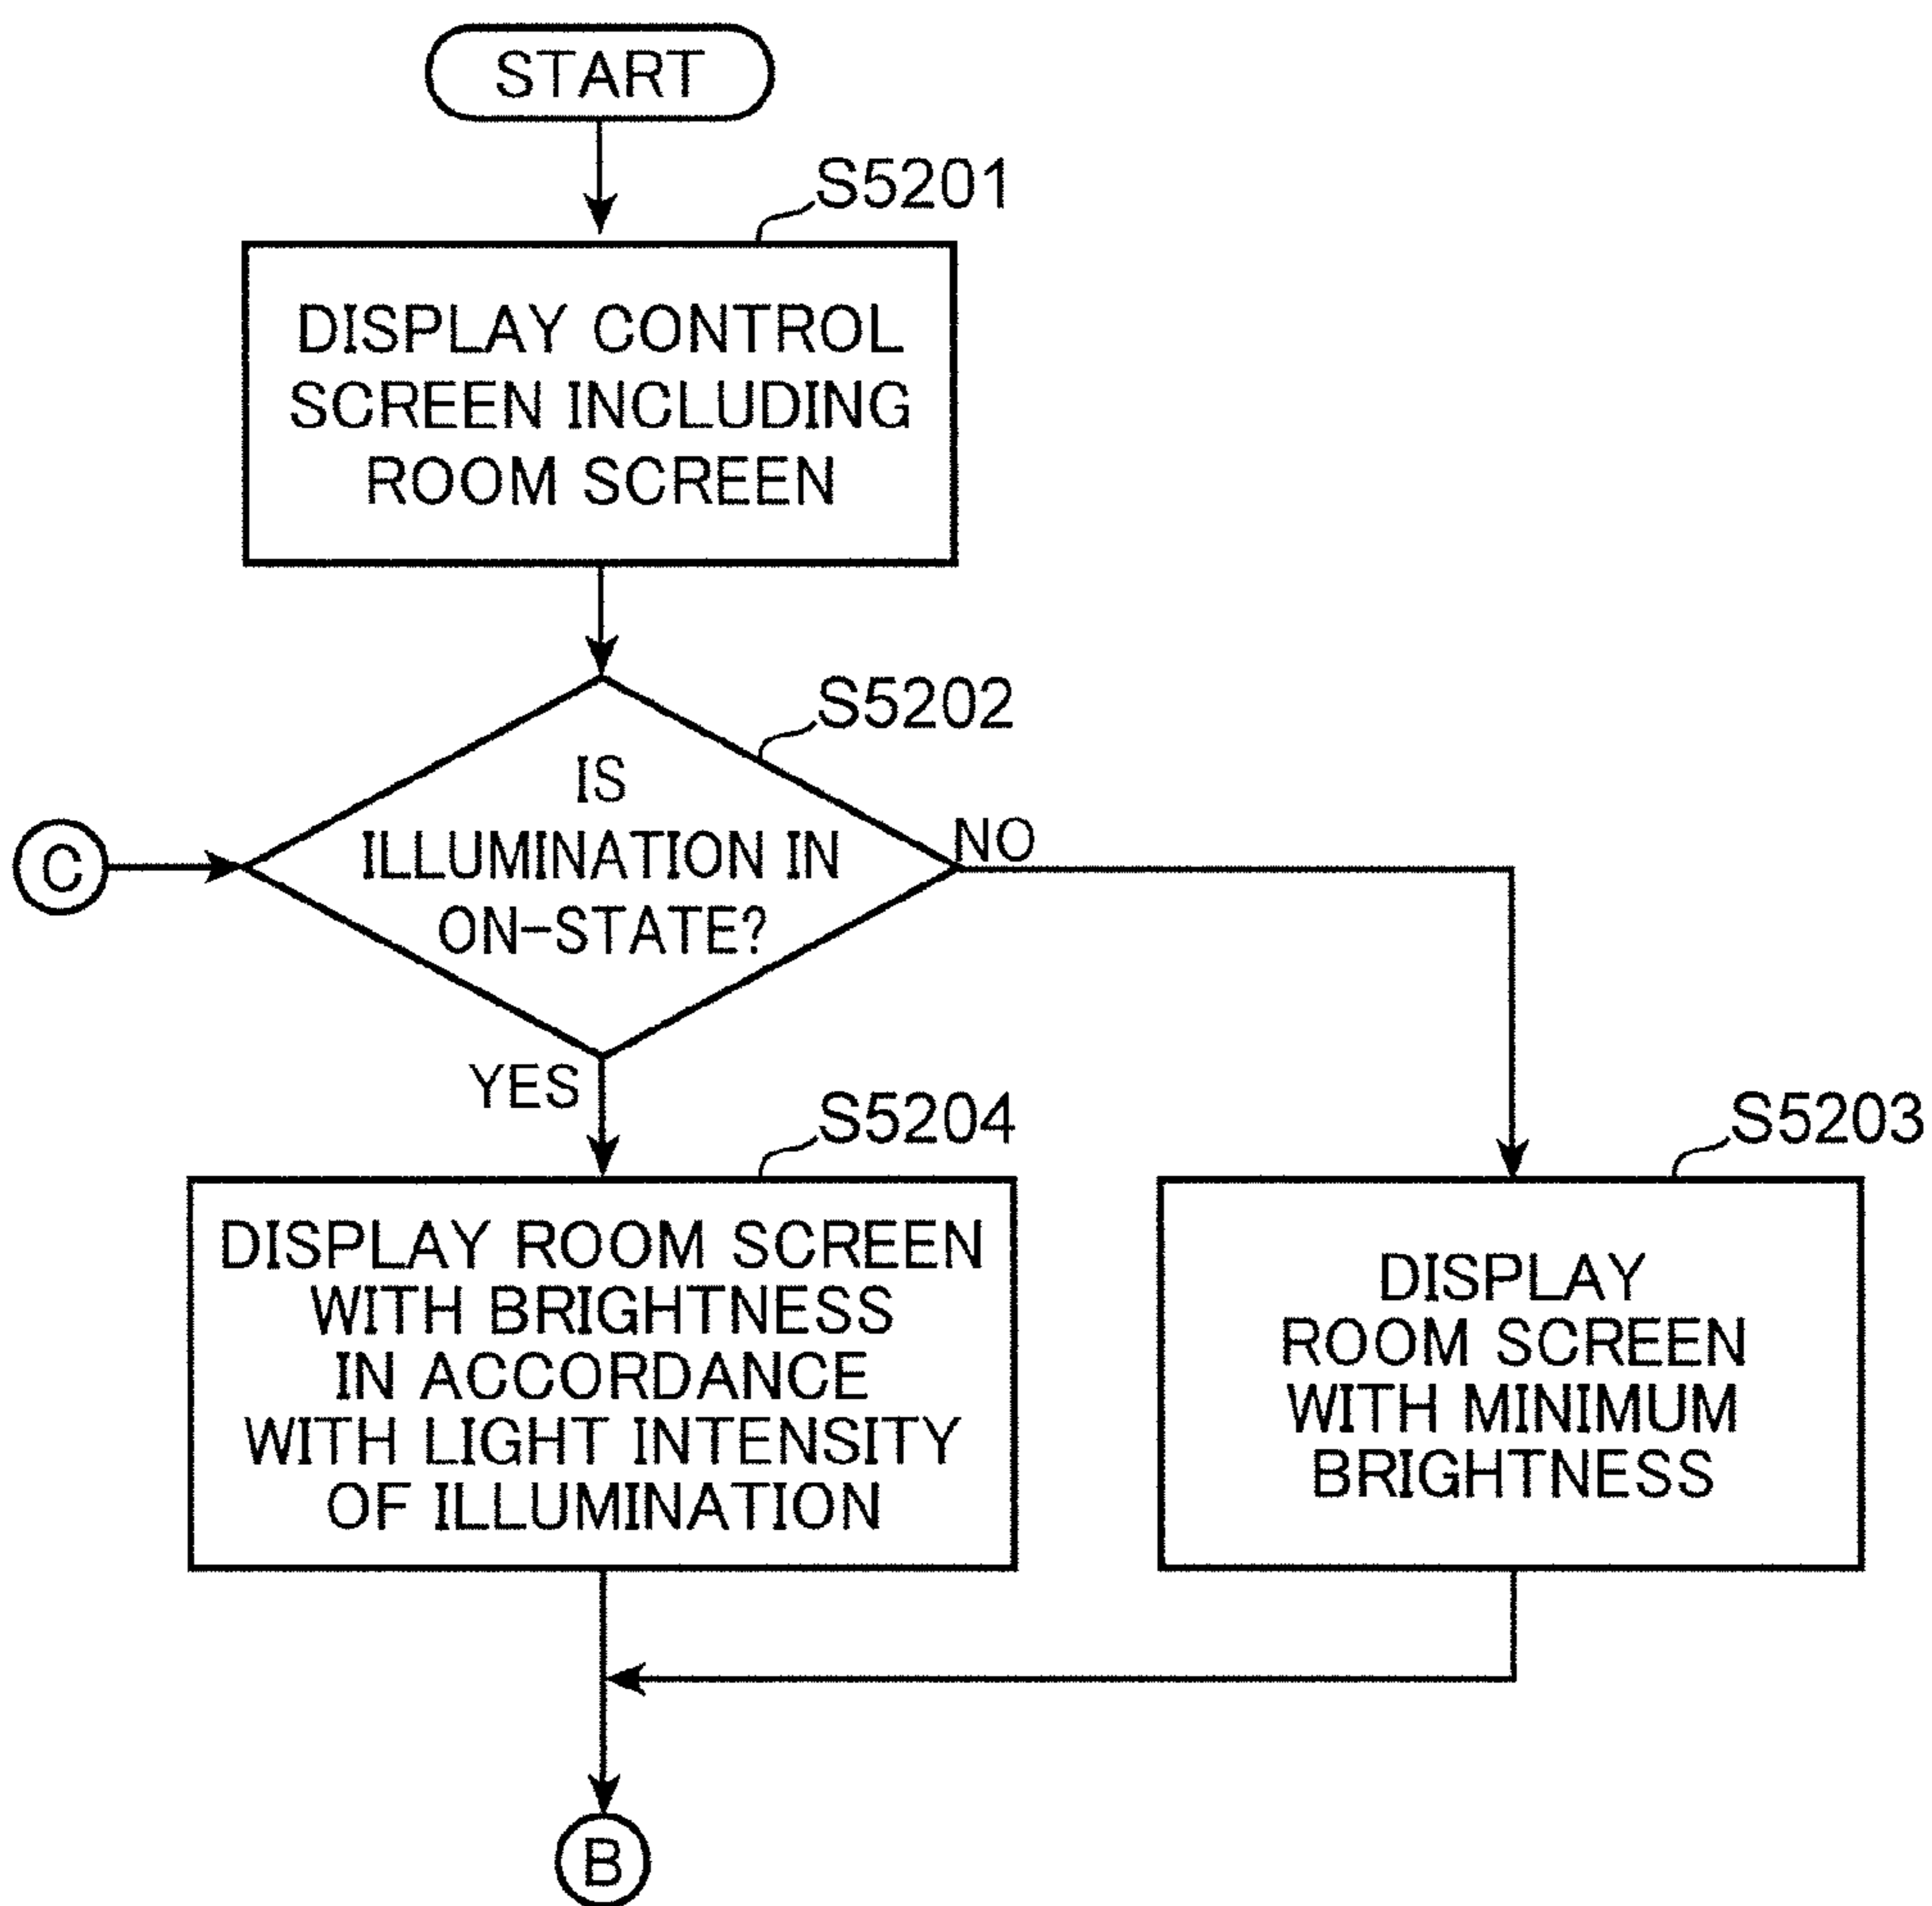 START
S5201
DISPLAY CONTROL
SCREEN INCLUDING
ROOM SCREEN
S5202
IS
ILLUMINATION IN
ON-STATE?
C
NO
YES
S5204
DISPLAY ROOM SCREEN
WITH BRIGHTNESS
IN ACCORDANCE
WITH LIGHT INTENSITY
OF ILLUMINATION
S5203
DISPLAY
ROOM SCREEN
WITH MINIMUM
BRIGHTNESS
B